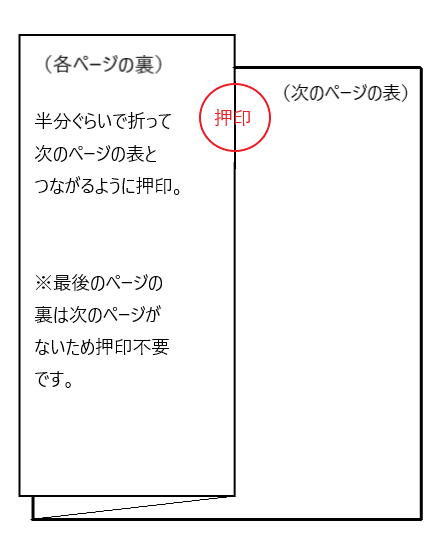 （各ページの裏）
（次のページの表）
押印
半分ぐらいで折って
次のページの表と
つながるように押印。
※最後のページの
裏は次のページが
ないため押印不要
です。